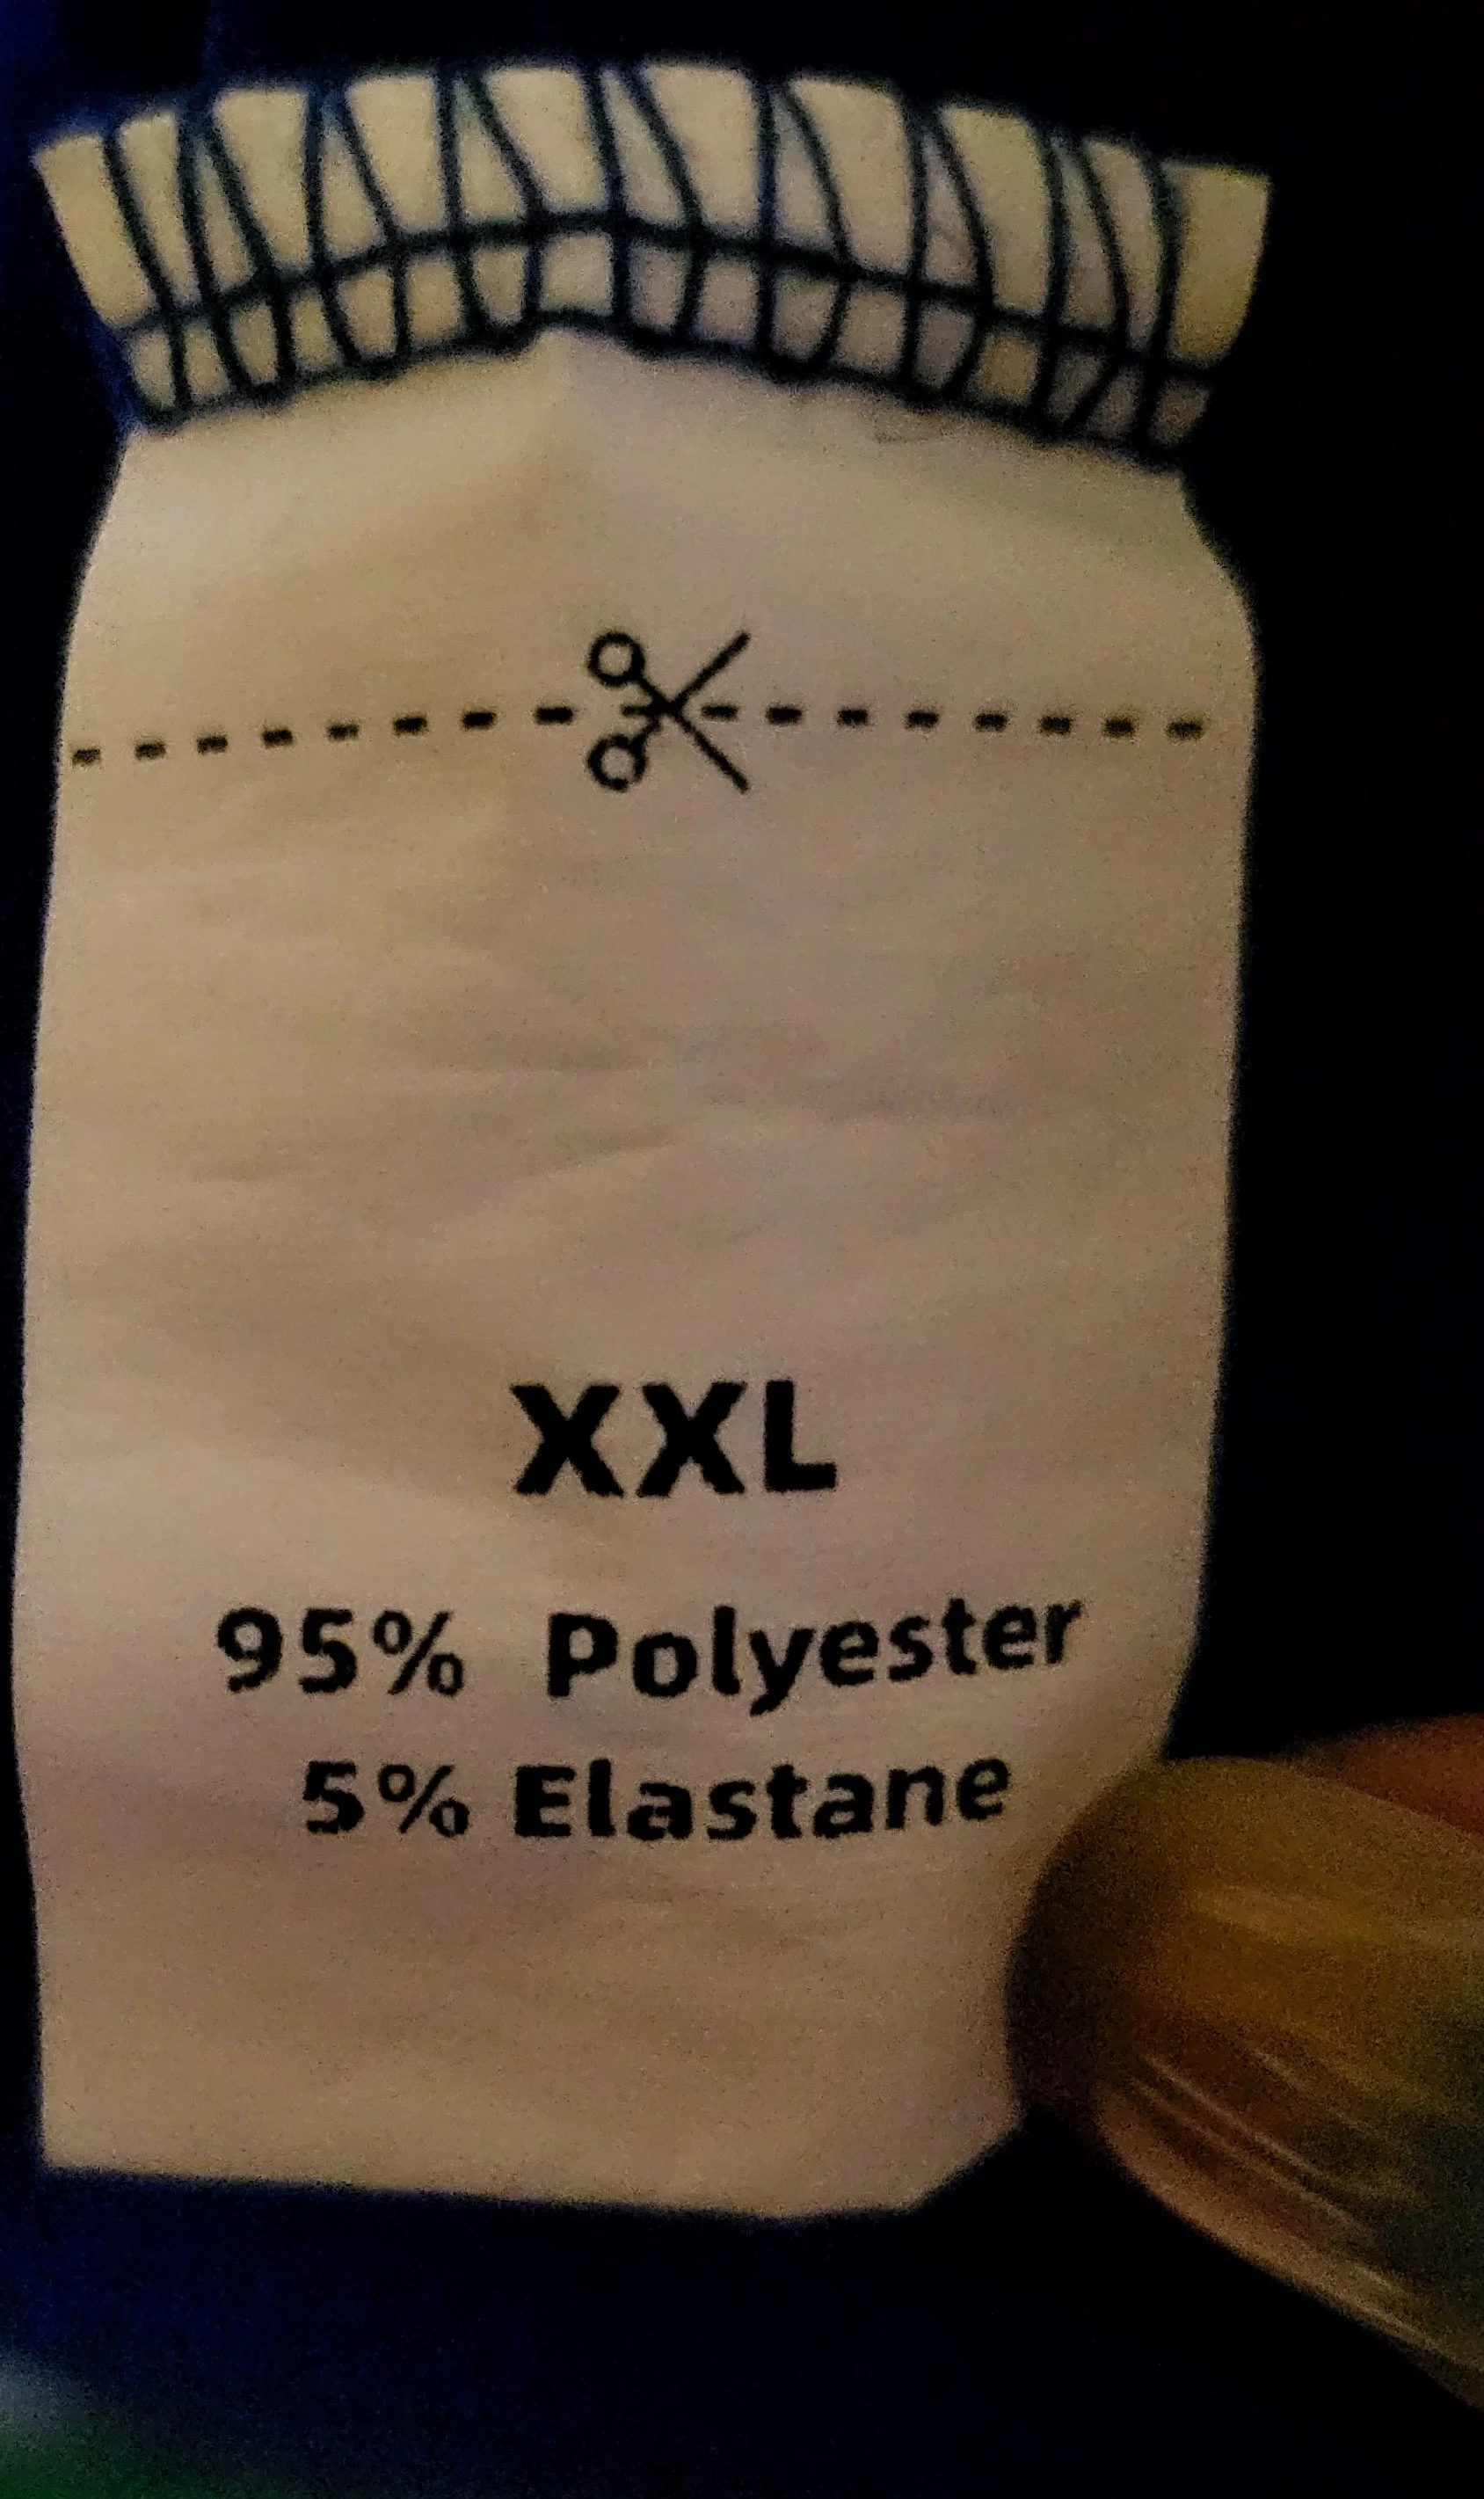 XXL
95% Polyester
5% Elastane